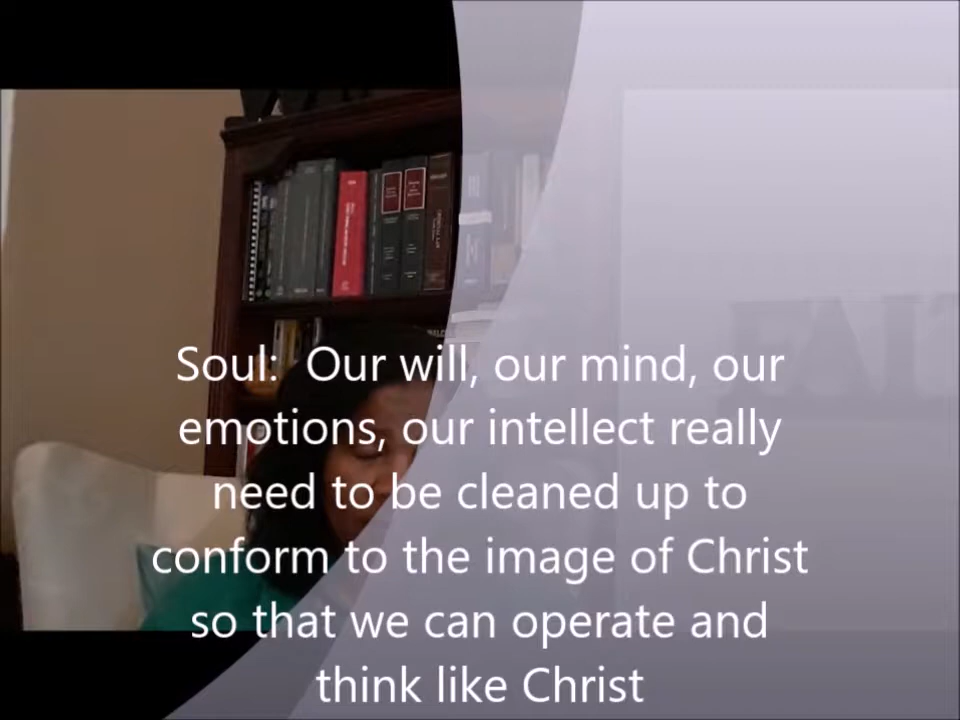 Soul:  Our will, our mind, our
emotions, our intellect really
need to be cleaned up to
conform to the image of Christ
so that we can operate and
think like Christ